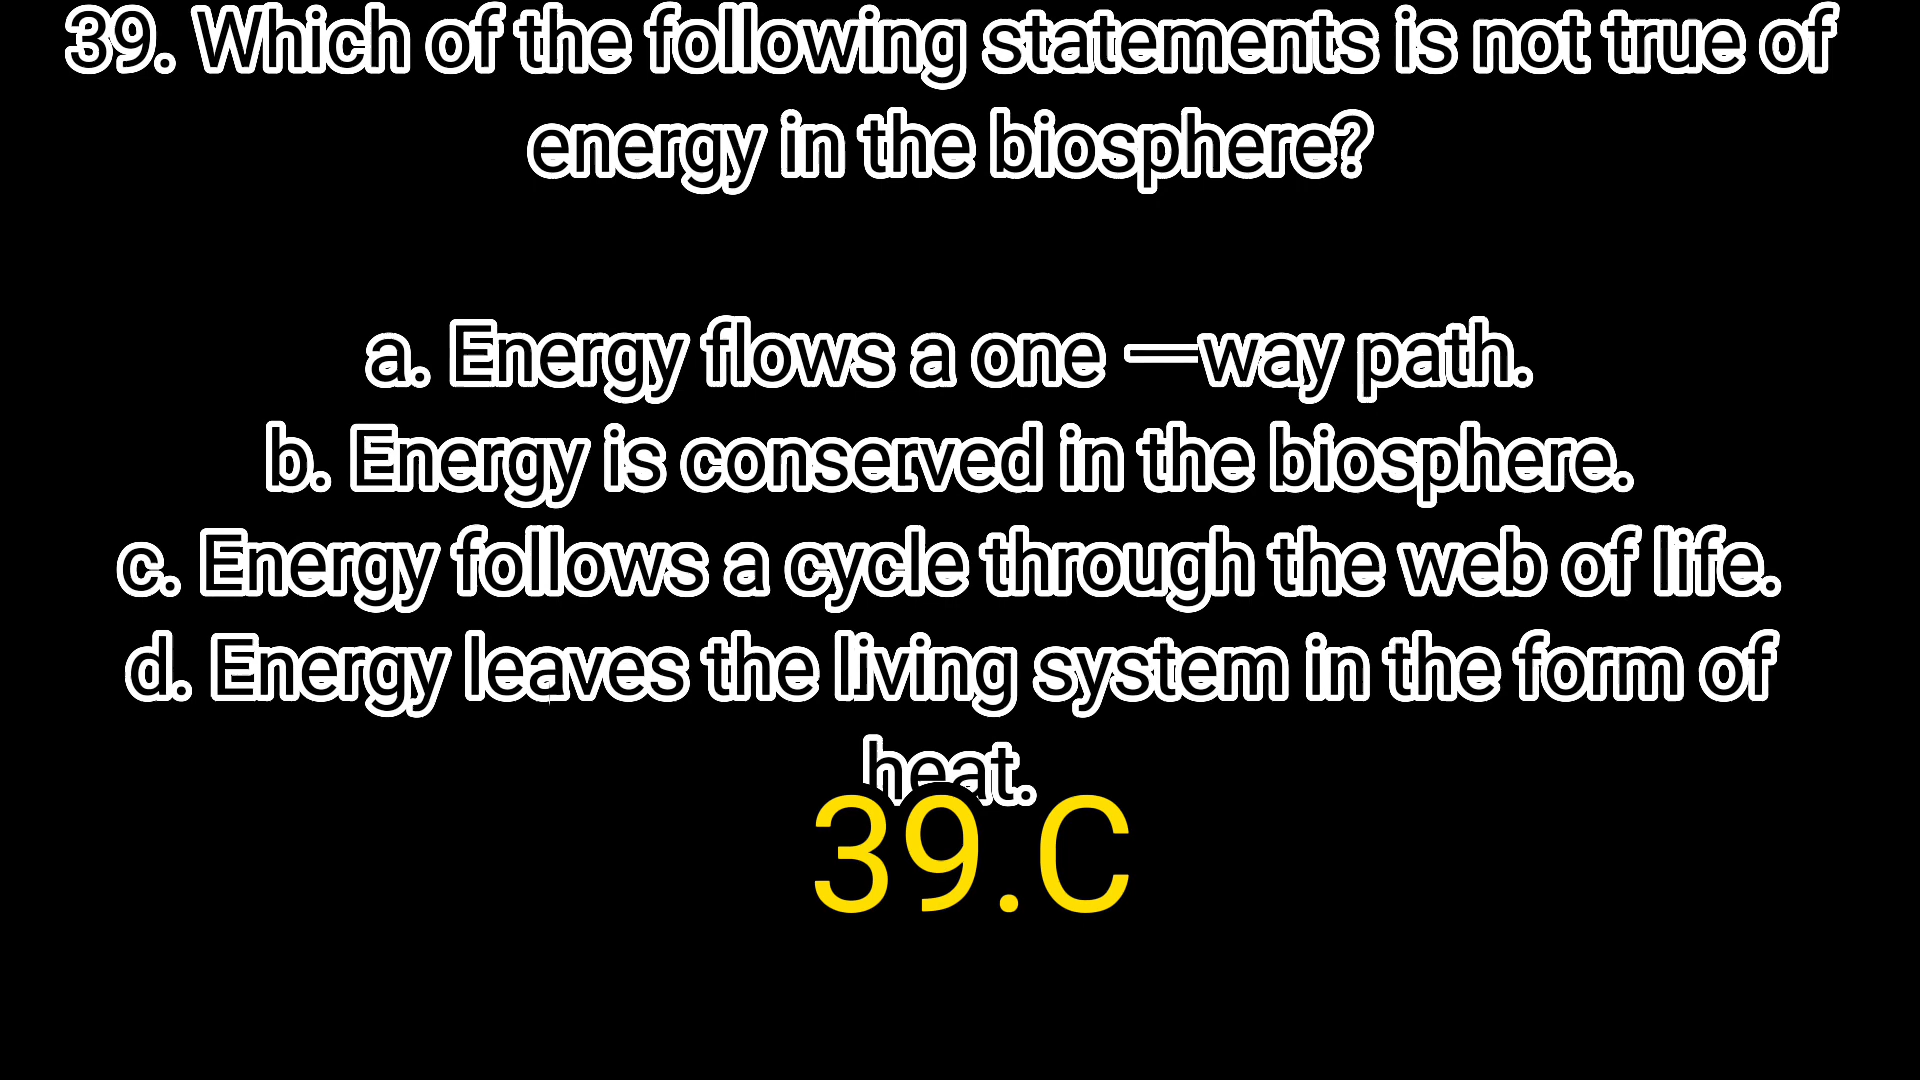 39. Which of the following statements is not true of
energy in the biosphere?
a. Energy flows a one —way path.
b. Energy is conserved in the biosphere.
c. Energy follows a cycle through the web of life.
d. Energy leaves the living system in the form of
heat.
39.C